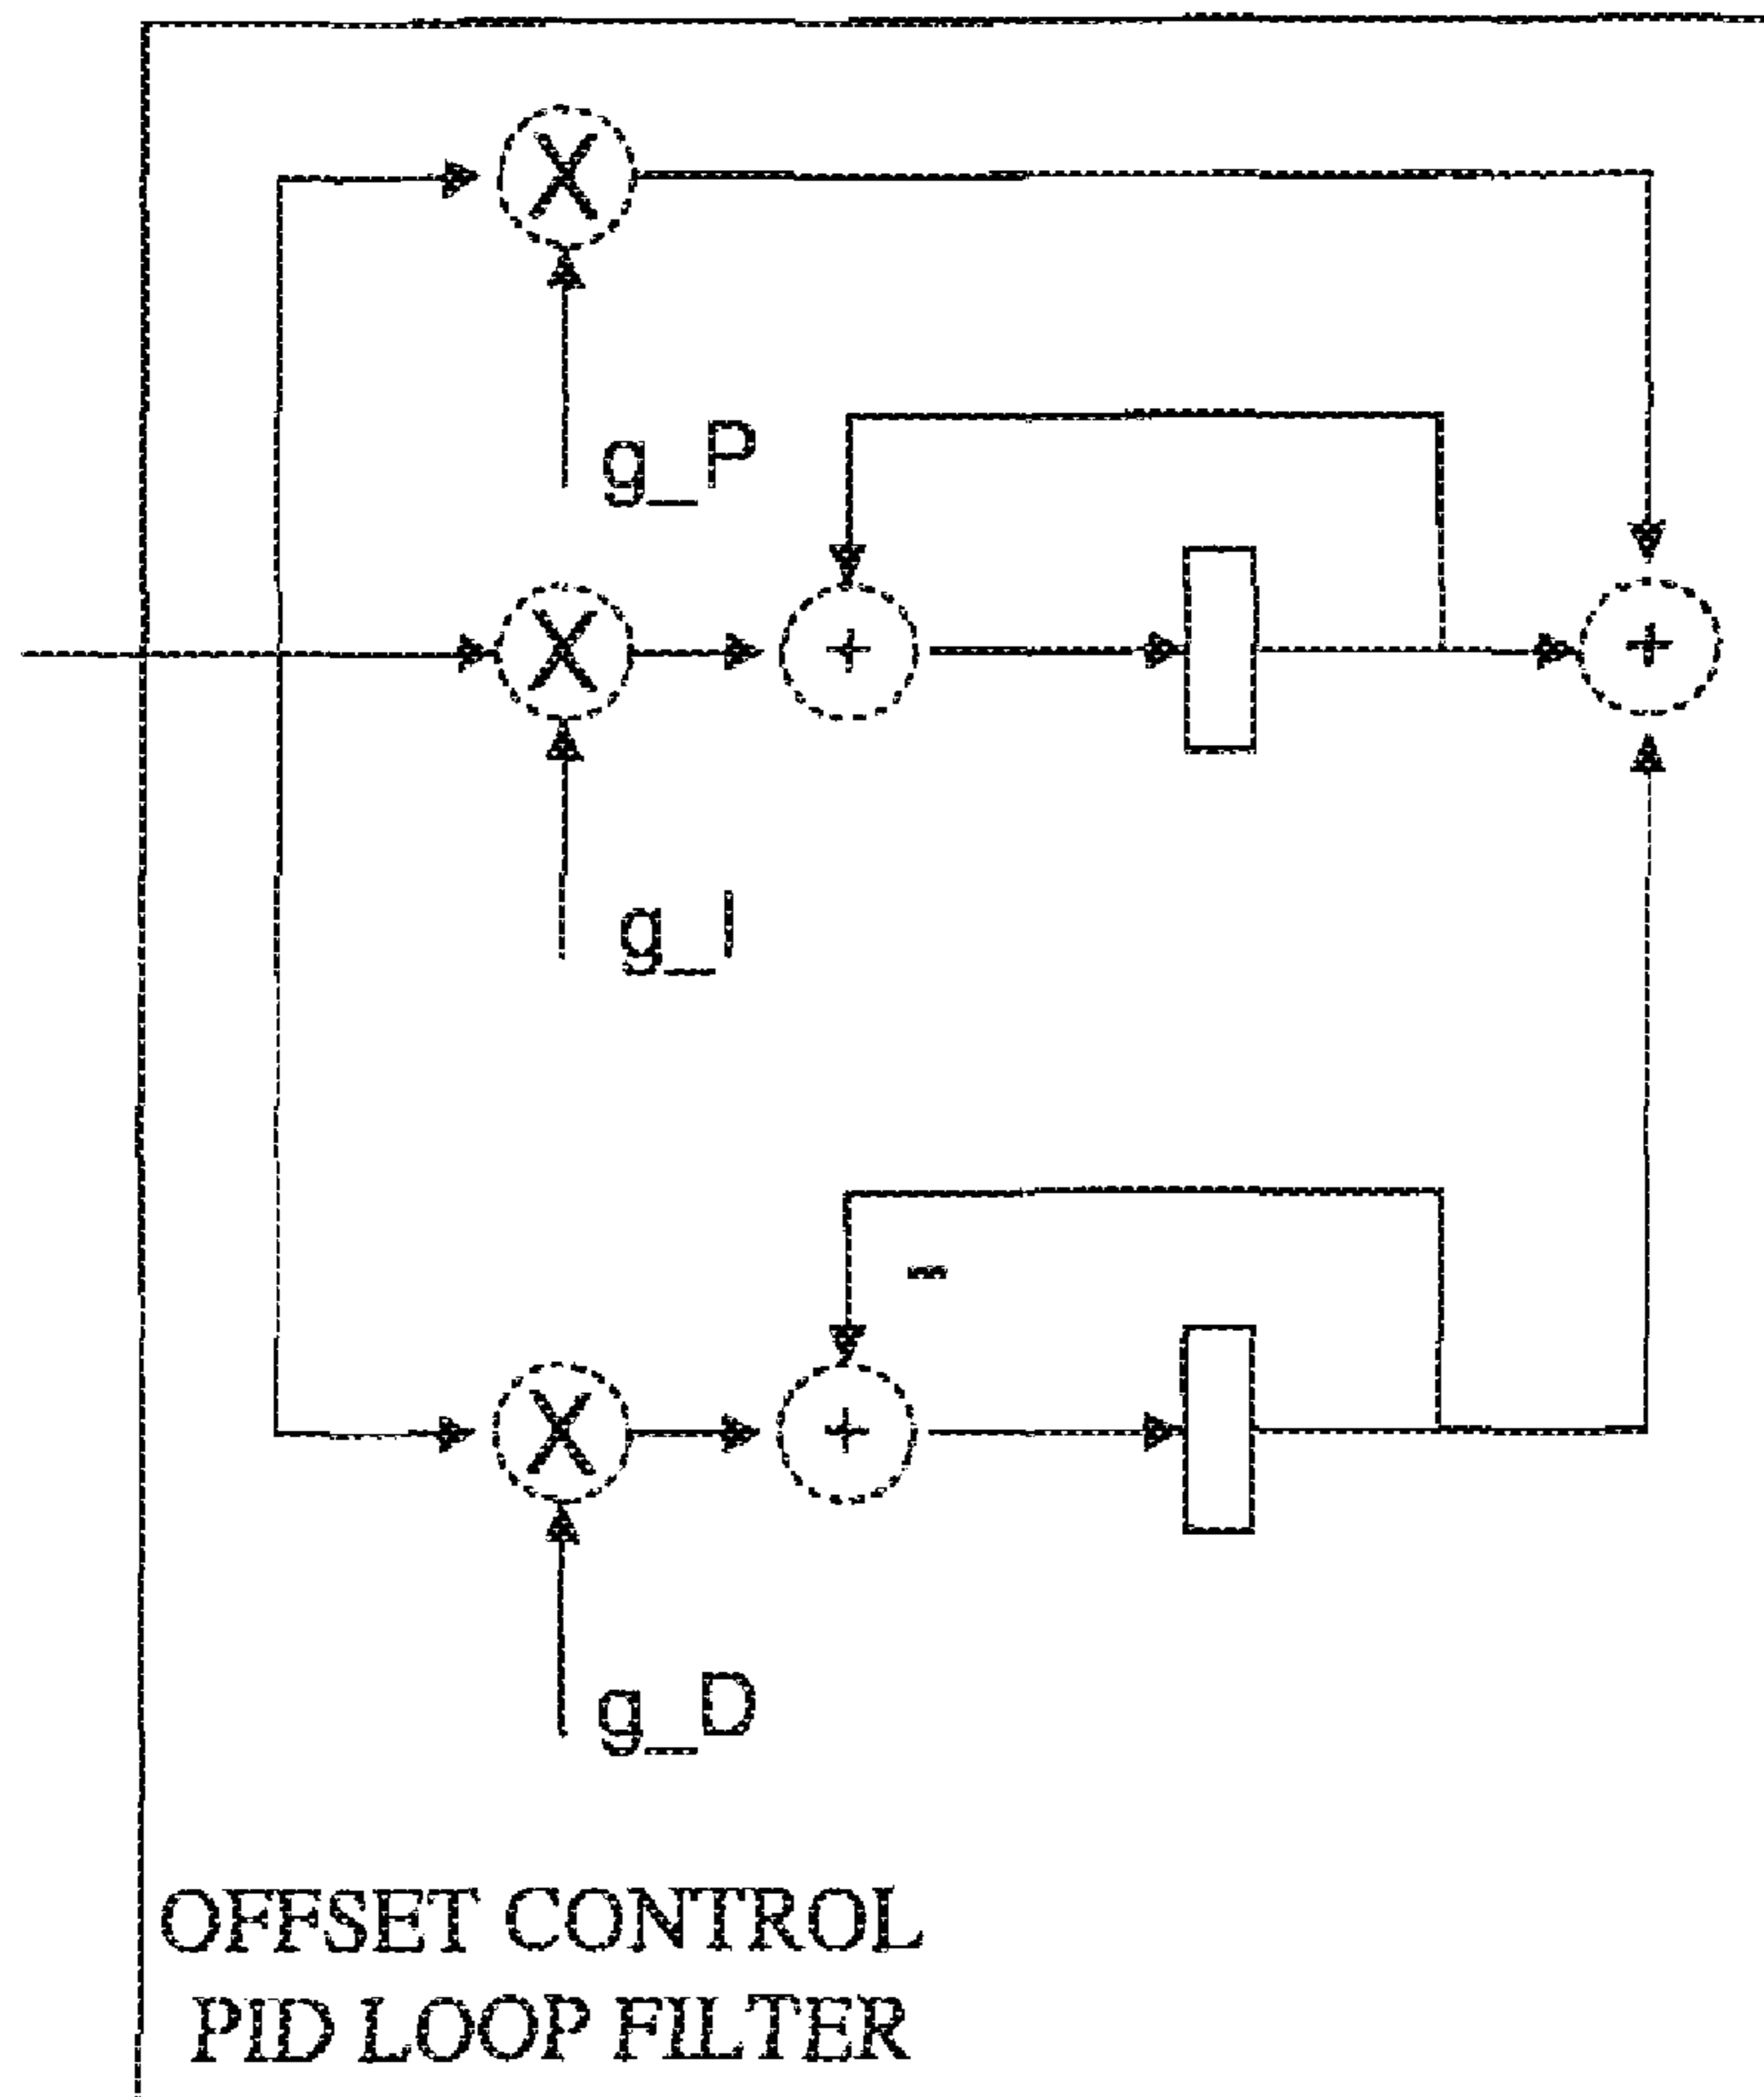 X
g_P
X
+
+
g_I
-
X
+
g_D
OFFSET CONTROL
PID LOOP FILTER